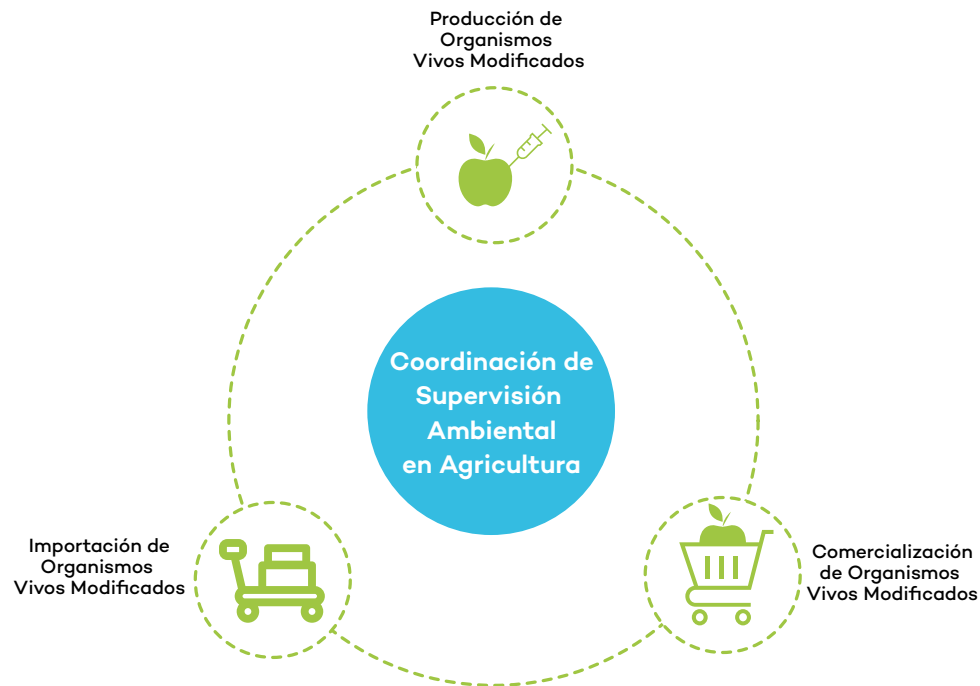 Producción de
Organismos
Vivos Modificados
Coordinación de
Supervisión
Ambiental
en Agricultura
Importación de
Organismos
Vivos Modificados
Comercialización
de Organismos
Vivos Modificados